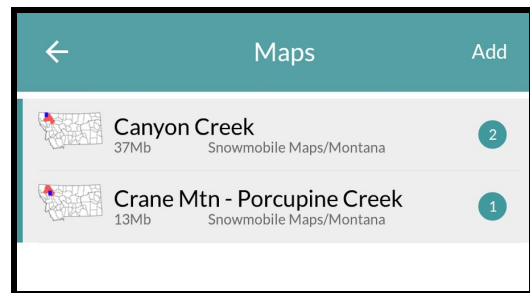 Maps Add
Canyon Creek
37Mb Snowmobile Maps/Montana
2
Crane Mtn - Porcupine Creek
13Mb Snowmobile Maps/Montana
1